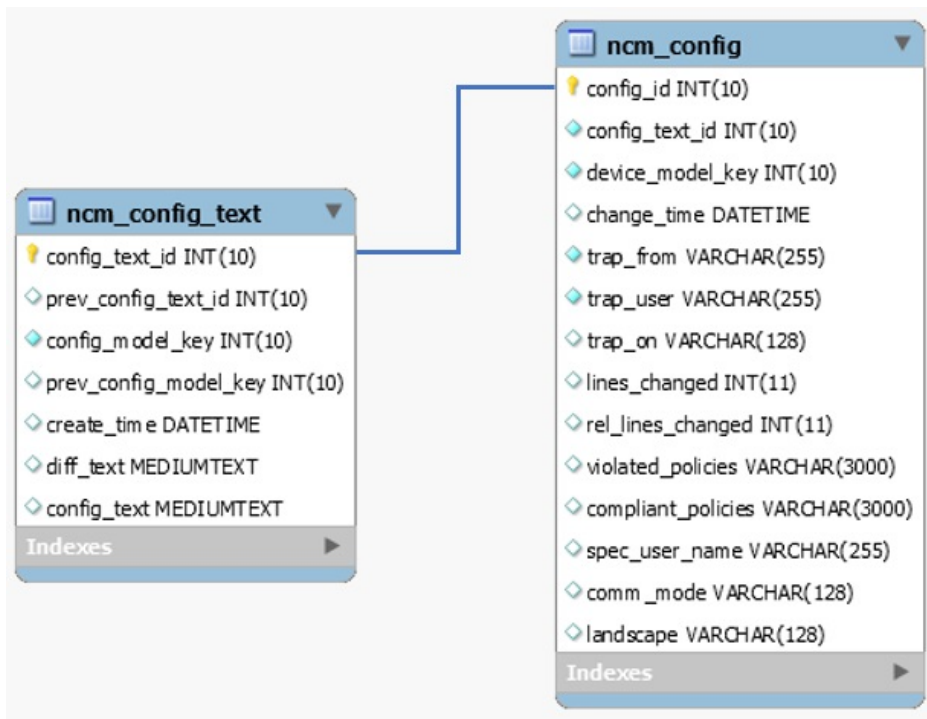 ncm_config
config_id INT(10)
config_text_id INT(10)
device_model_key INT(10)
change_time DATETIME
trap_from VARCHAR(255)
trap_user VARCHAR(255)
trap_on VARCHAR(128)
lines_changed INT(11)
rel_lines_changed INT(11)
violated_policies VARCHAR(3000)
compliant_policies VARCHAR(3000)
spec_user_name VARCHAR(255)
comm_mode VARCHAR(128)
landscape VARCHAR(128)
Indexes
ncm_config_text
config_text_id INT(10)
prev_config_text_id INT(10)
config_model_key INT(10)
prev_config_model_key INT(10)
create_time DATETIME
diff_text MEDIUMTEXT
config_text MEDIUMTEXT
Indexes